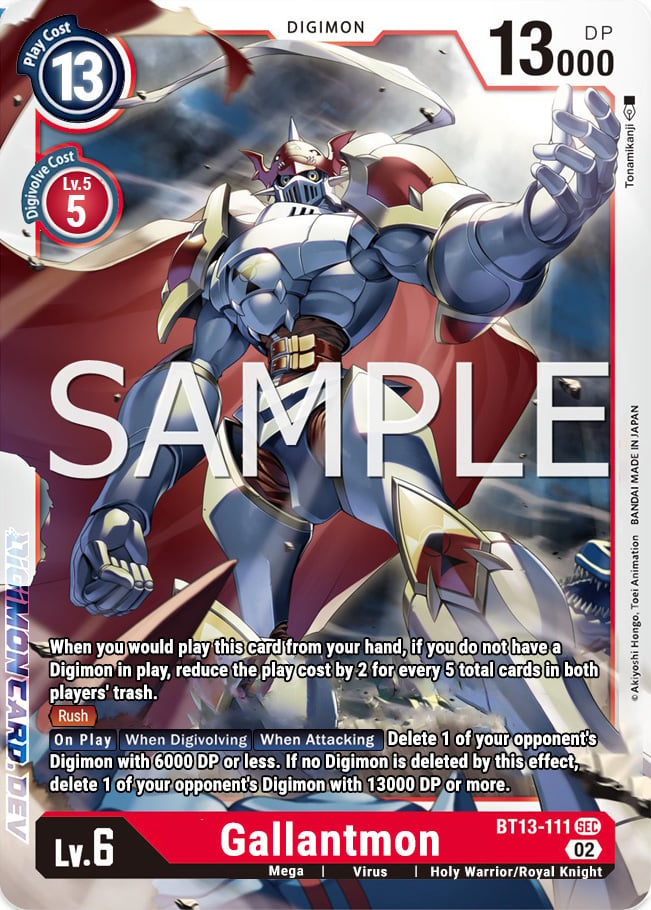 DIGIMON
Play Cost
13
13000
DP
Digivolve Cost
Lv.5
5
Tonamikanji
SAMPLE
BANDAI MADE IN JAPAN
© Akiyoshi Hongo, Toei Animation
DIGIMONCARD.DEV
When you would play this card from your hand, if you do not have a
Digimon in play, reduce the play cost by 2 for every 5 total cards in both
players' trash.
Rush
On Play When Digivolving When Attacking Delete 1 of your opponent's
Digimon with 6000 DP or less. If no Digimon is deleted by this effect,
delete 1 of your opponent's Digimon with 13000 DP or more.
Lv.6
Gallantmon
BT13-111 SEC
02
Mega | Virus | Holy Warrior/Royal Knight